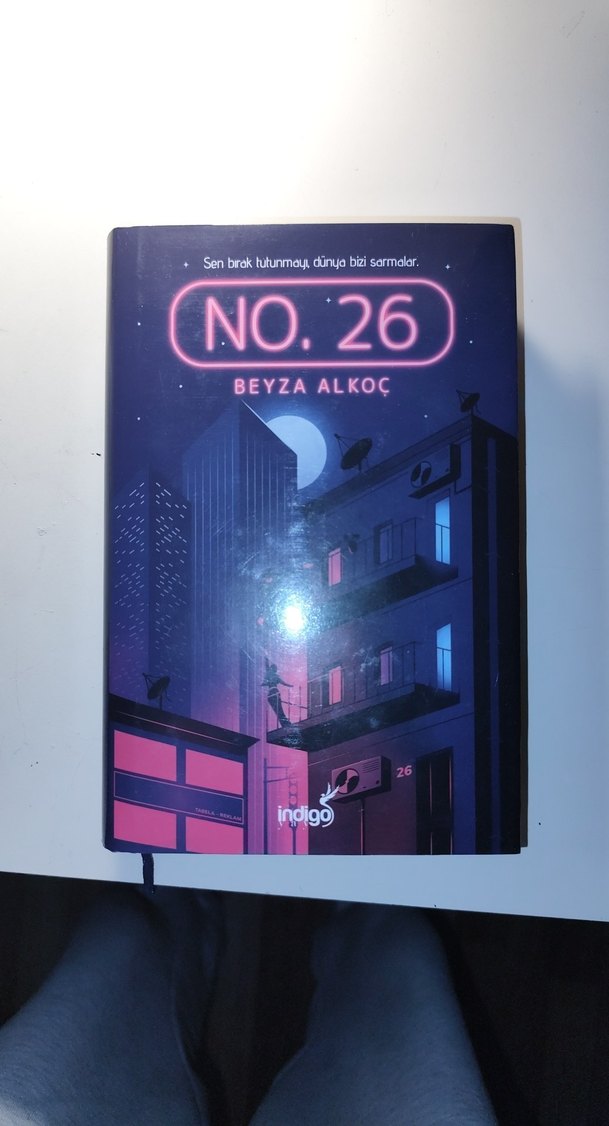 Sen bırak tutunmayı, dünya bizi sarmalar.
NO. 26
BEYZA ALKOÇ
26
TABELA - REKLAM
indigo